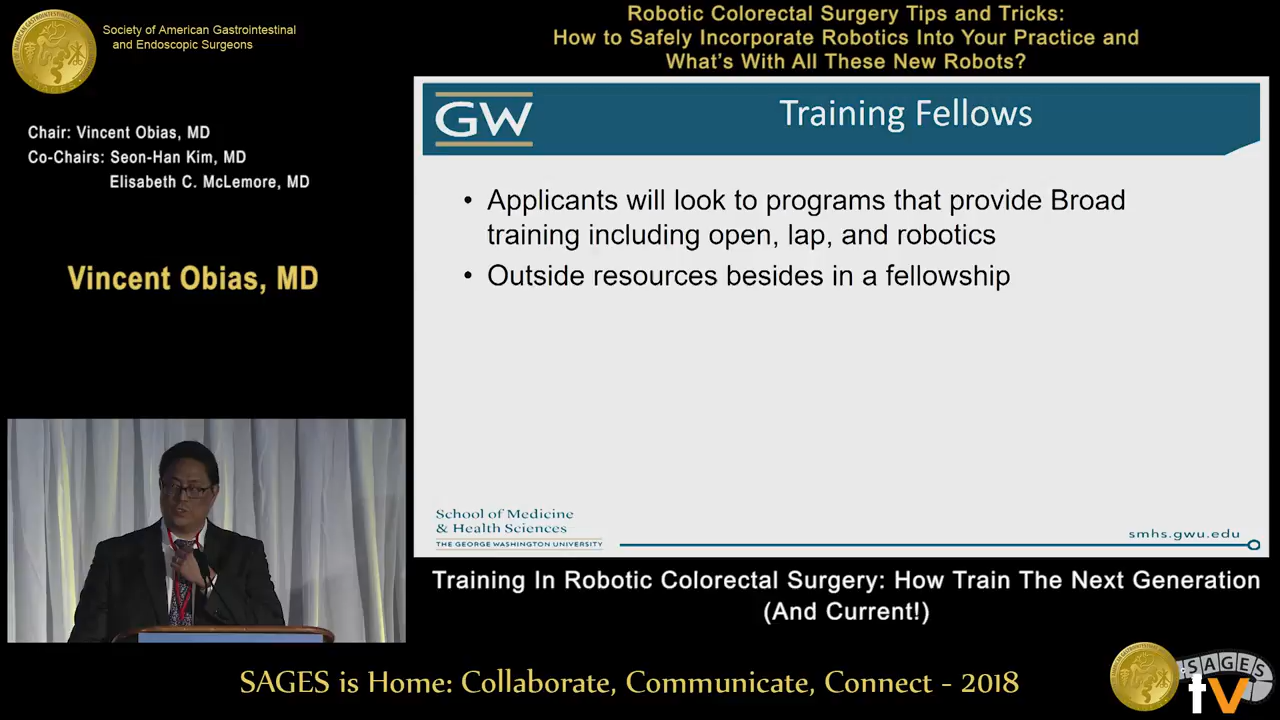 Society of American Gastrointestinal
and Endoscopic Surgeons
Robotic Colorectal Surgery Tips and Tricks:
How to Safely Incorporate Robotics Into Your Practice and
What's With All These New Robots?
Chair: Vincent Obias, MD
Co-Chairs: Seon-Han Kim, MD
Elisabeth C. McLemore, MD
Vincent Obias, MD
GW
Training Fellows
• Applicants will look to programs that provide Broad
training including open, lap, and robotics
• Outside resources besides in a fellowship
School of Medicine
& Health Sciences
THE GEORGE WASHINGTON UNIVERSITY
smhs.gwu.edu
Training In Robotic Colorectal Surgery: How Train The Next Generation
(And Current!)
SAGES is Home: Collaborate, Communicate, Connect - 2018
SAGES
tv